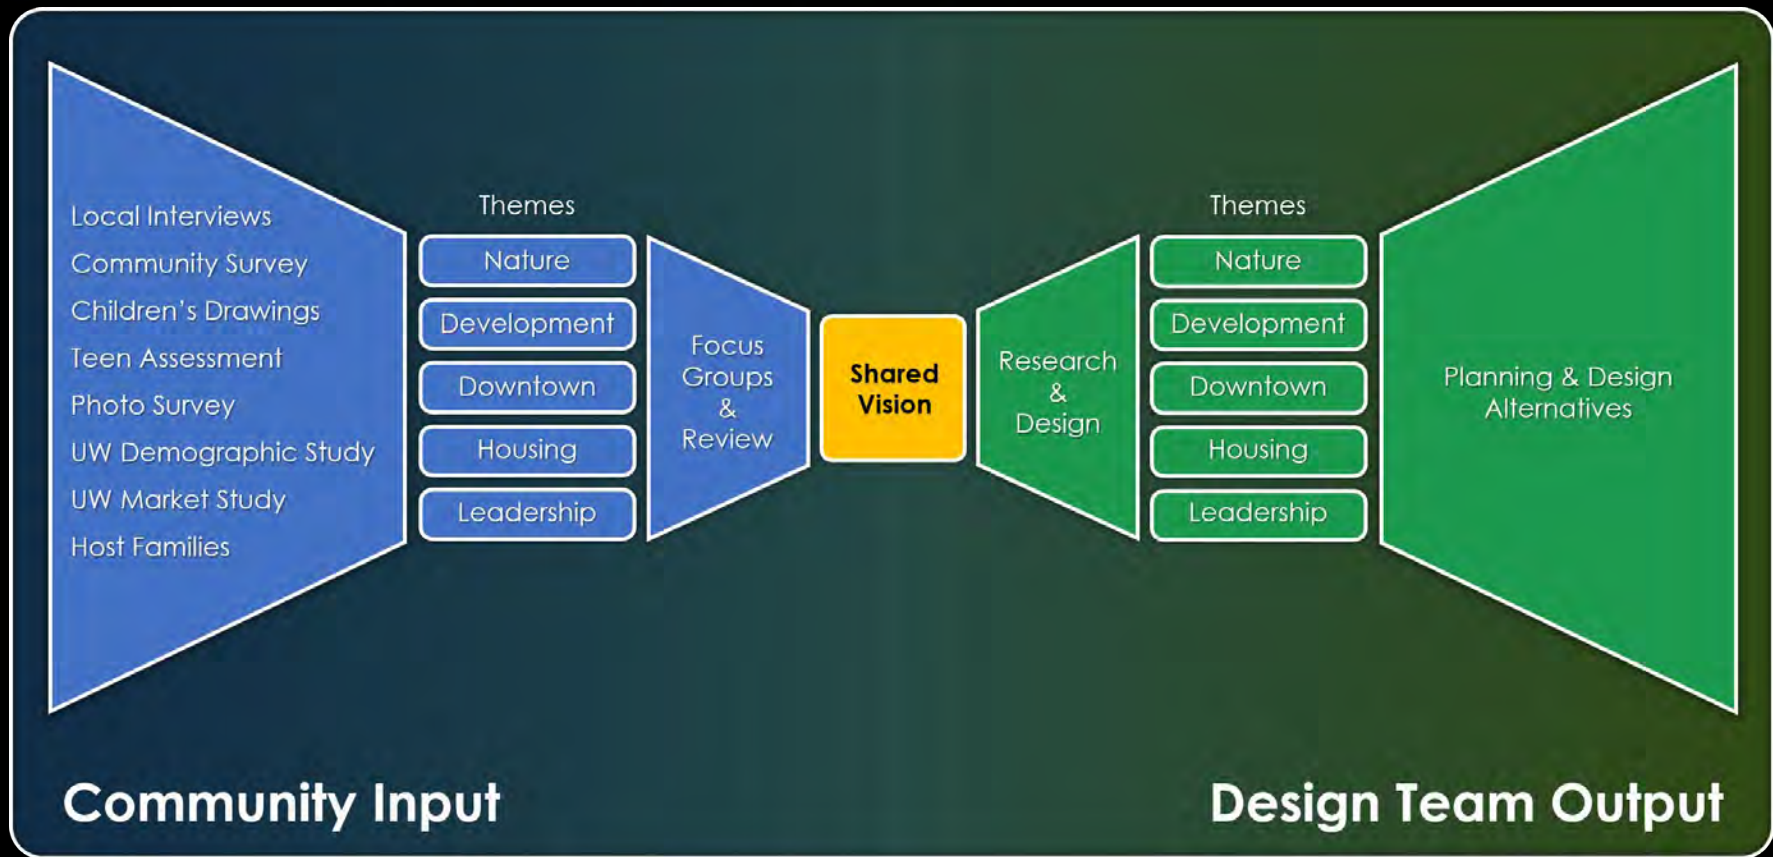 Local Interviews
Community Survey
Children’s Drawings
Teen Assessment
Photo Survey
UW Demographic Study
UW Market Study
Host Families
Themes
Nature
Development
Downtown
Housing
Leadership
Focus
Groups
&
Review
Shared
Vision
Research
&
Design
Themes
Nature
Development
Downtown
Housing
Leadership
Planning & Design
Alternatives
Community Input
Design Team Output